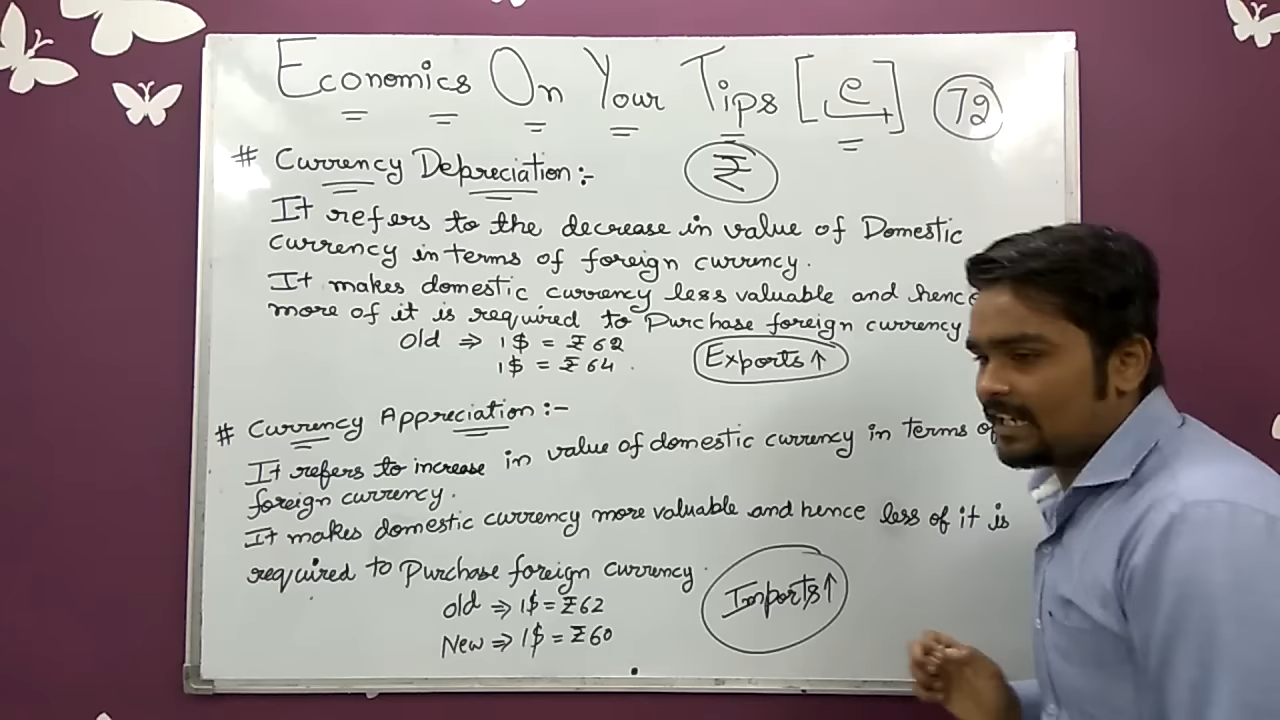 Economics On Your Tips [e] 72
# Currency Depreciation :-
₹
It refers to the decrease in value of Domestic
currency in terms of foreign currency.
It makes domestic currency less valuable and hence
more of it is required to Purchase foreign currency
Old ⇒ 1$ = ₹62
1$ = ₹64.
Exports ↑
# Currency Appreciation :-
It refers to increase in value of domestic currency in terms of
foreign currency.
It makes domestic currency more valuable and hence less of it is
required to Purchase foreign currency.
Old ⇒ 1$ = ₹62
New ⇒ 1$ = ₹60
Imports ↑